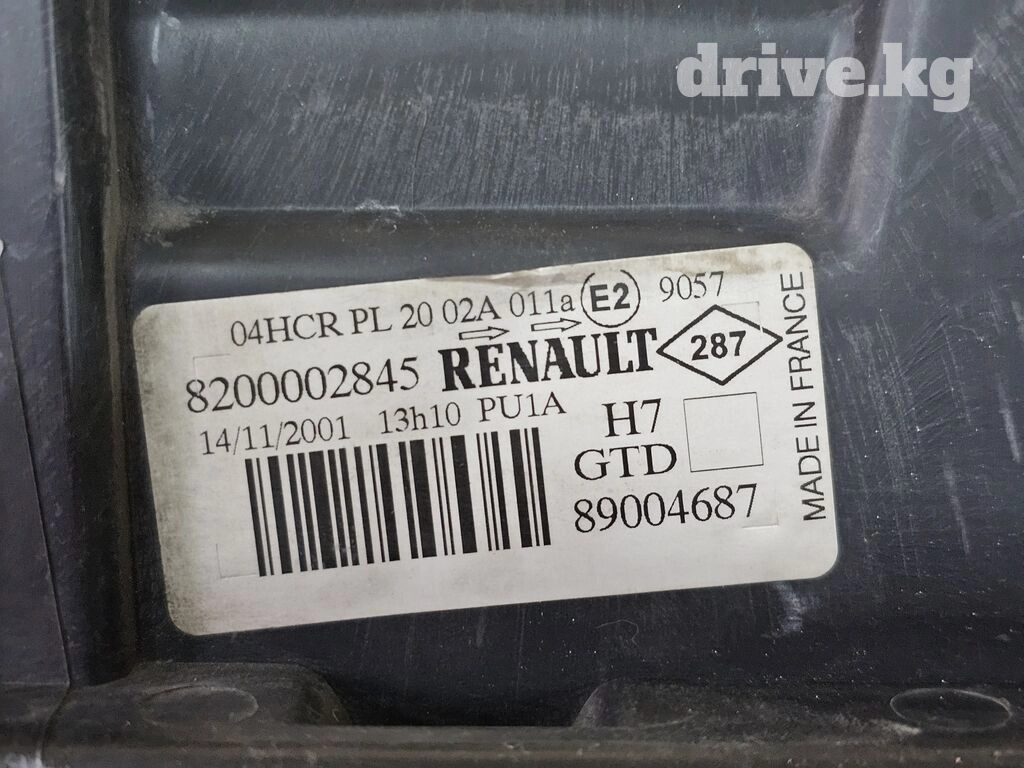 drive.kg
04HCR PL 20 02A 011a E2 9057
8200002845 RENAULT 287
14/11/2001 13h10 PU1A
H7
GTD
89004687
MADE IN FRANCE